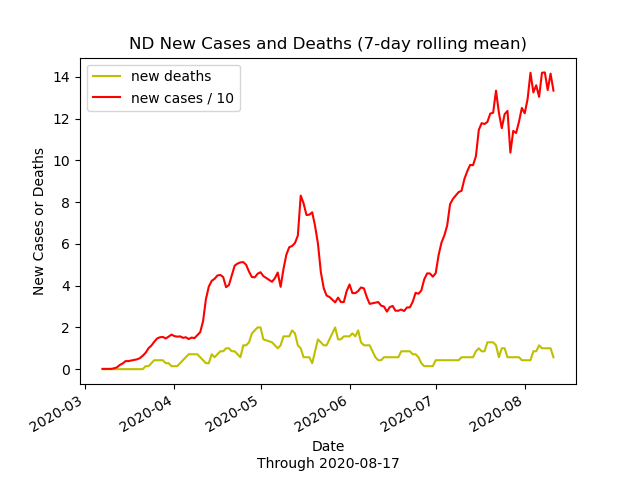 ND New Cases and Deaths (7-day rolling mean)
new deaths
new cases / 10
New Cases or Deaths
14
12
10
8
6
4
2
0
2020-03
2020-04
2020-05
2020-06
2020-07
2020-08
Date
Through 2020-08-17